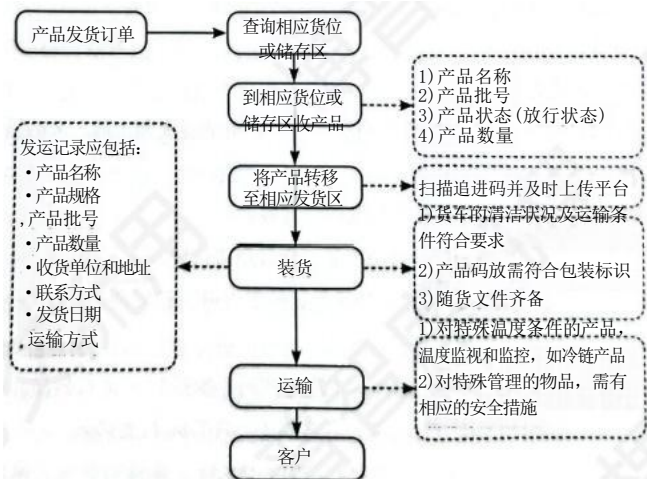 产品发货订单
查询相应货位
或储存区
到相应货位或
储存区收产品
1)产品名称
2)产品批号
3)产品状态(放行状态)
4)产品数量
发运记录应包括:
•产品名称
•产品规格
,产品批号
•产品数量
•收货单位和地址
•联系方式
•发货日期
,运输方式
将产品转移
至相应发货区
扫描追进码并及时上传平台
装货
1)货车的清洁状况及运输条
件符合要求
2)产品码放需符合包装标识
3)随货文件齐备
运输
1)对特殊温度条件的产品,
温度监视和监控，如冷链产品
2)对特殊管理的物品，需有
相应的安全措施
客户